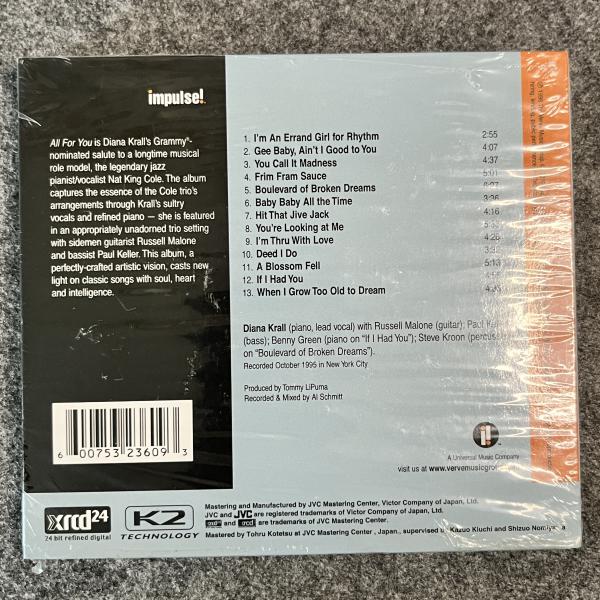 impulse!
All For You is Diana Krall's Grammy®-
nominated salute to a longtime musical
role model, the legendary jazz
pianist/vocalist Nat King Cole. The album
captures the essence of the Cole trio's
arrangements through Krall's sultry
vocals and refined piano — she is featured
in an appropriately unadorned trio setting
with sidemen guitarist Russell Malone
and bassist Paul Keller. This album, a
perfectly-crafted artistic vision, casts new
light on classic songs with soul, heart
and intelligence.
1. I'm An Errand Girl for Rhythm 2:55
2. Gee Baby, Ain't I Good to You 4:07
3. You Call It Madness 4:37
4. Frim Fram Sauce 5:01
5. Boulevard of Broken Dreams
6. Baby Baby All the Time 3:36
7. Hit That Jive Jack 4:16
8. You're Looking at Me
9. I'm Thru With Love 4:26
10. Deed I Do
11. A Blossom Fell 5:13
12. If I Had You
13. When I Grow Too Old to Dream
Diana Krall (piano, lead vocal) with Russell Malone (guitar); Paul
(bass); Benny Green (piano on "If I Had You"); Steve Kroon
on "Boulevard of Broken Dreams").
Recorded October 1995 in New York City
Produced by Tommy LiPuma
Recorded & Mixed by Al Schmitt
6 00753 23609 3
A Universal Music Company
visit us at www.vervemusicgro
xrcd24
24 bit refined digital
K2
TECHNOLOGY
Mastering and Manufactured by JVC Mastering Center, Victor Company of Japan, Ltd.
JVC and JVC are registered trademarks of Victor Company of Japan, Ltd.
xrcd24 and xrcd are trademarks of JVC Mastering Center.
Mastered by Tohru Kotetsu at JVC Mastering Center, Japan., supervised by Kazuo Kiuchi and Shizuo Nomiyama